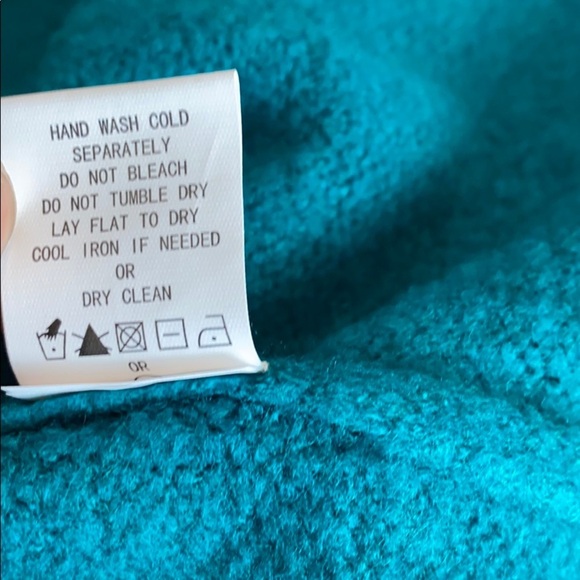 HAND WASH COLD
SEPARATELY
DO NOT BLEACH
DO NOT TUMBLE DRY
LAY FLAT TO DRY
COOL IRON IF NEEDED
OR
DRY CLEAN
OR